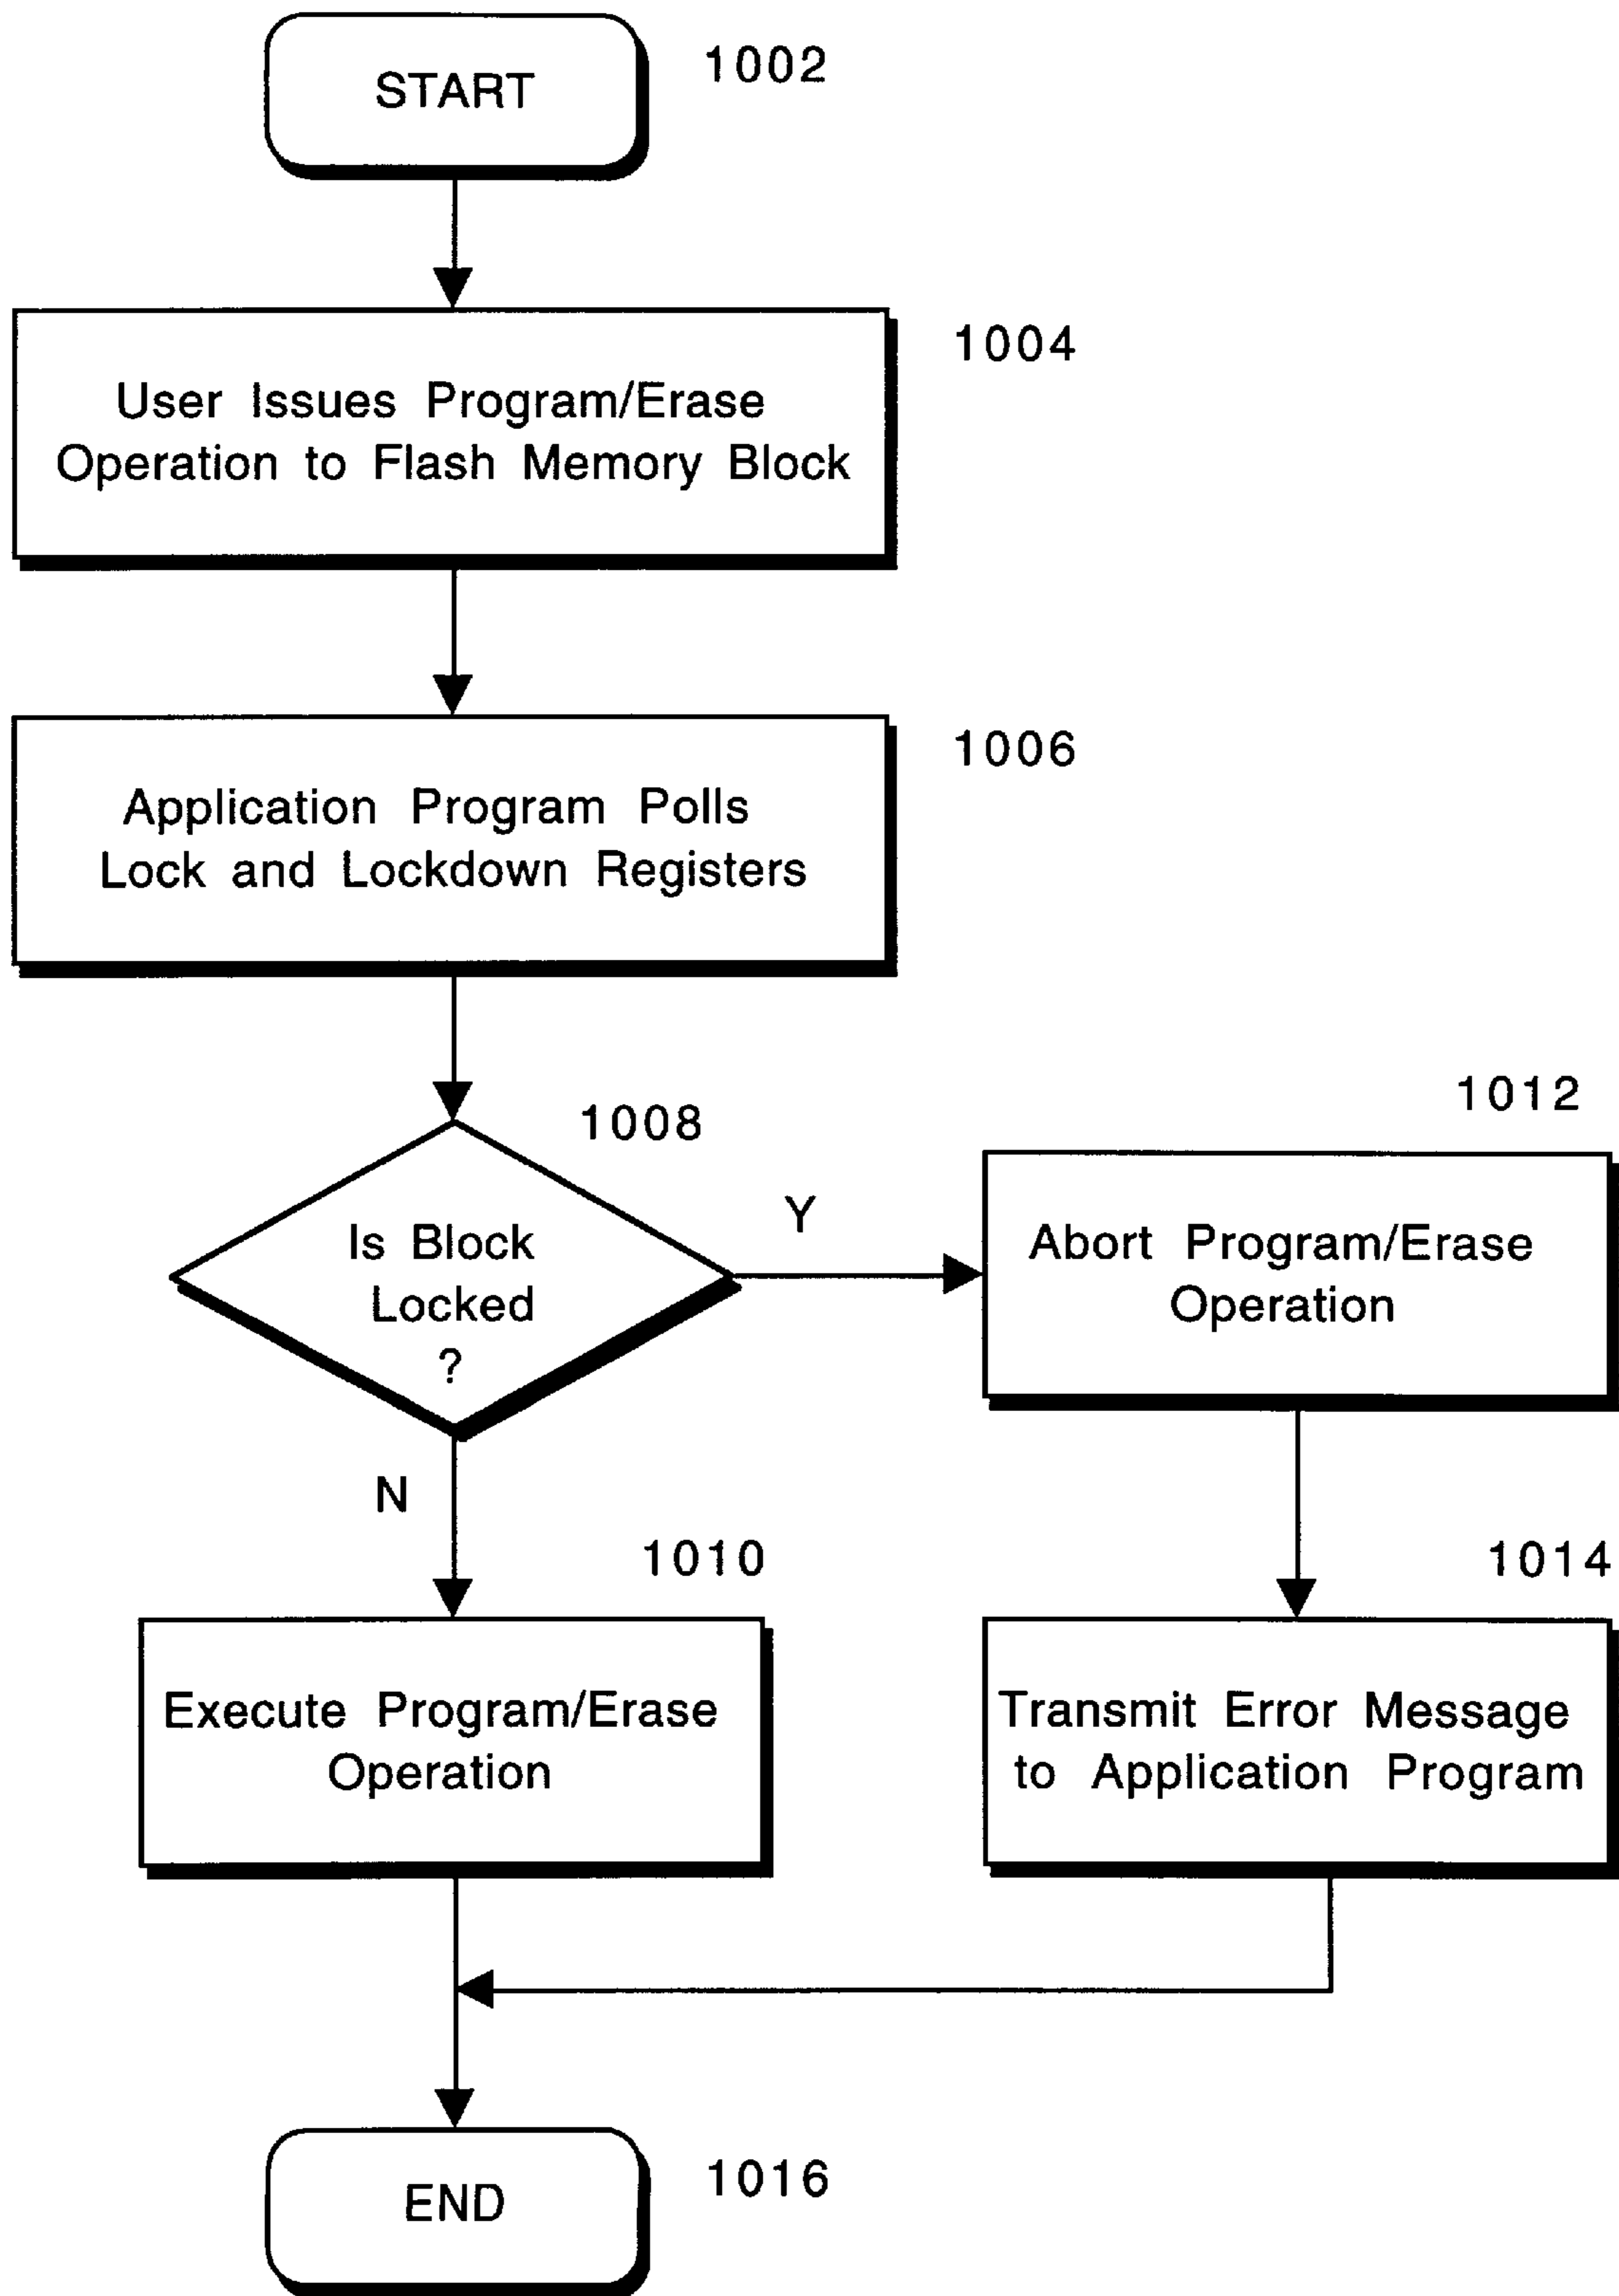 START
1002
1004
User Issues Program/Erase
Operation to Flash Memory Block
1006
Application Program Polls
Lock and Lockdown Registers
1008
Is Block
Locked
?
Y
N
1012
Abort Program/Erase
Operation
1010
Execute Program/Erase
Operation
1014
Transmit Error Message
to Application Program
END
1016